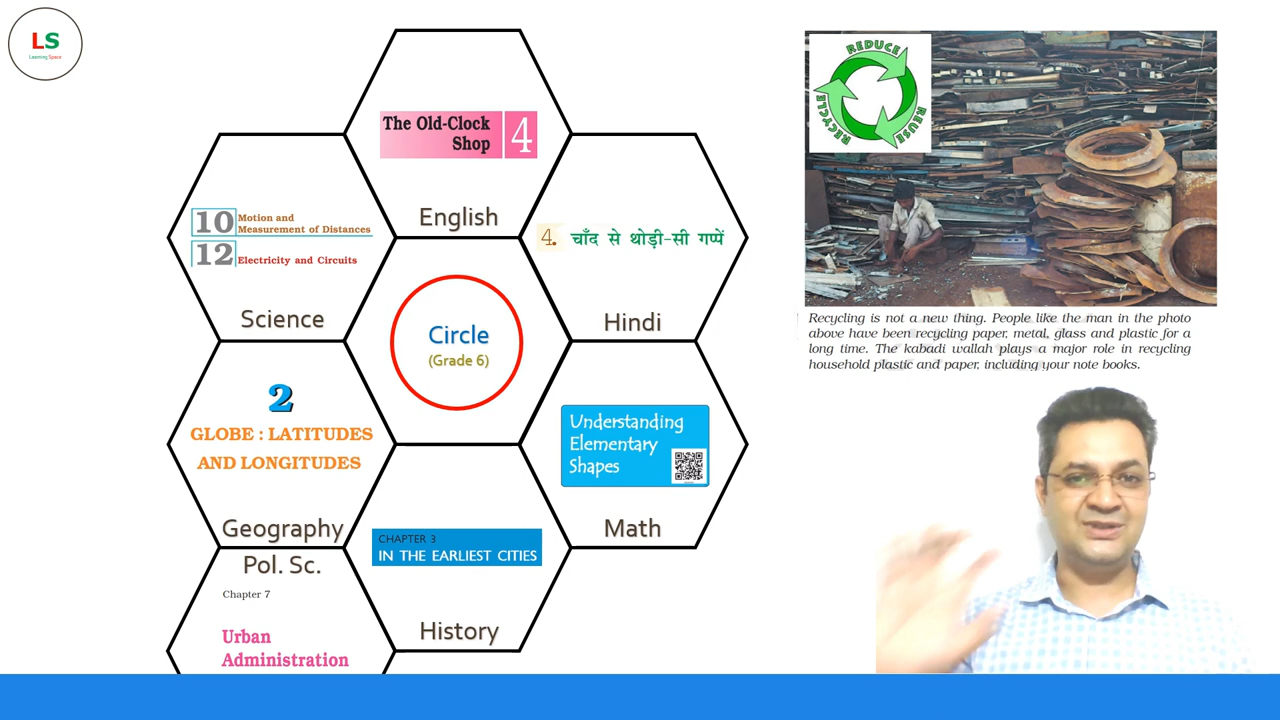 LS
Learning Space
The Old-Clock
Shop
4
English
10
Motion and
Measurement of Distances
12
Electricity and Circuits
Science
4. चाँद से थोड़ी-सी गप्पें
Hindi
Circle
(Grade 6)
2
GLOBE : LATITUDES
AND LONGITUDES
Geography
Understanding
Elementary
Shapes
Math
CHAPTER 3
IN THE EARLIEST CITIES
History
Pol. Sc.
Chapter 7
Urban
Administration
REDUCE
REUSE
RECYCLE
Recycling is not a new thing. People like the man in the photo
above have been recycling paper, metal, glass and plastic for a
long time. The kabadi wallah plays a major role in recycling
household plastic and paper, including your note books.